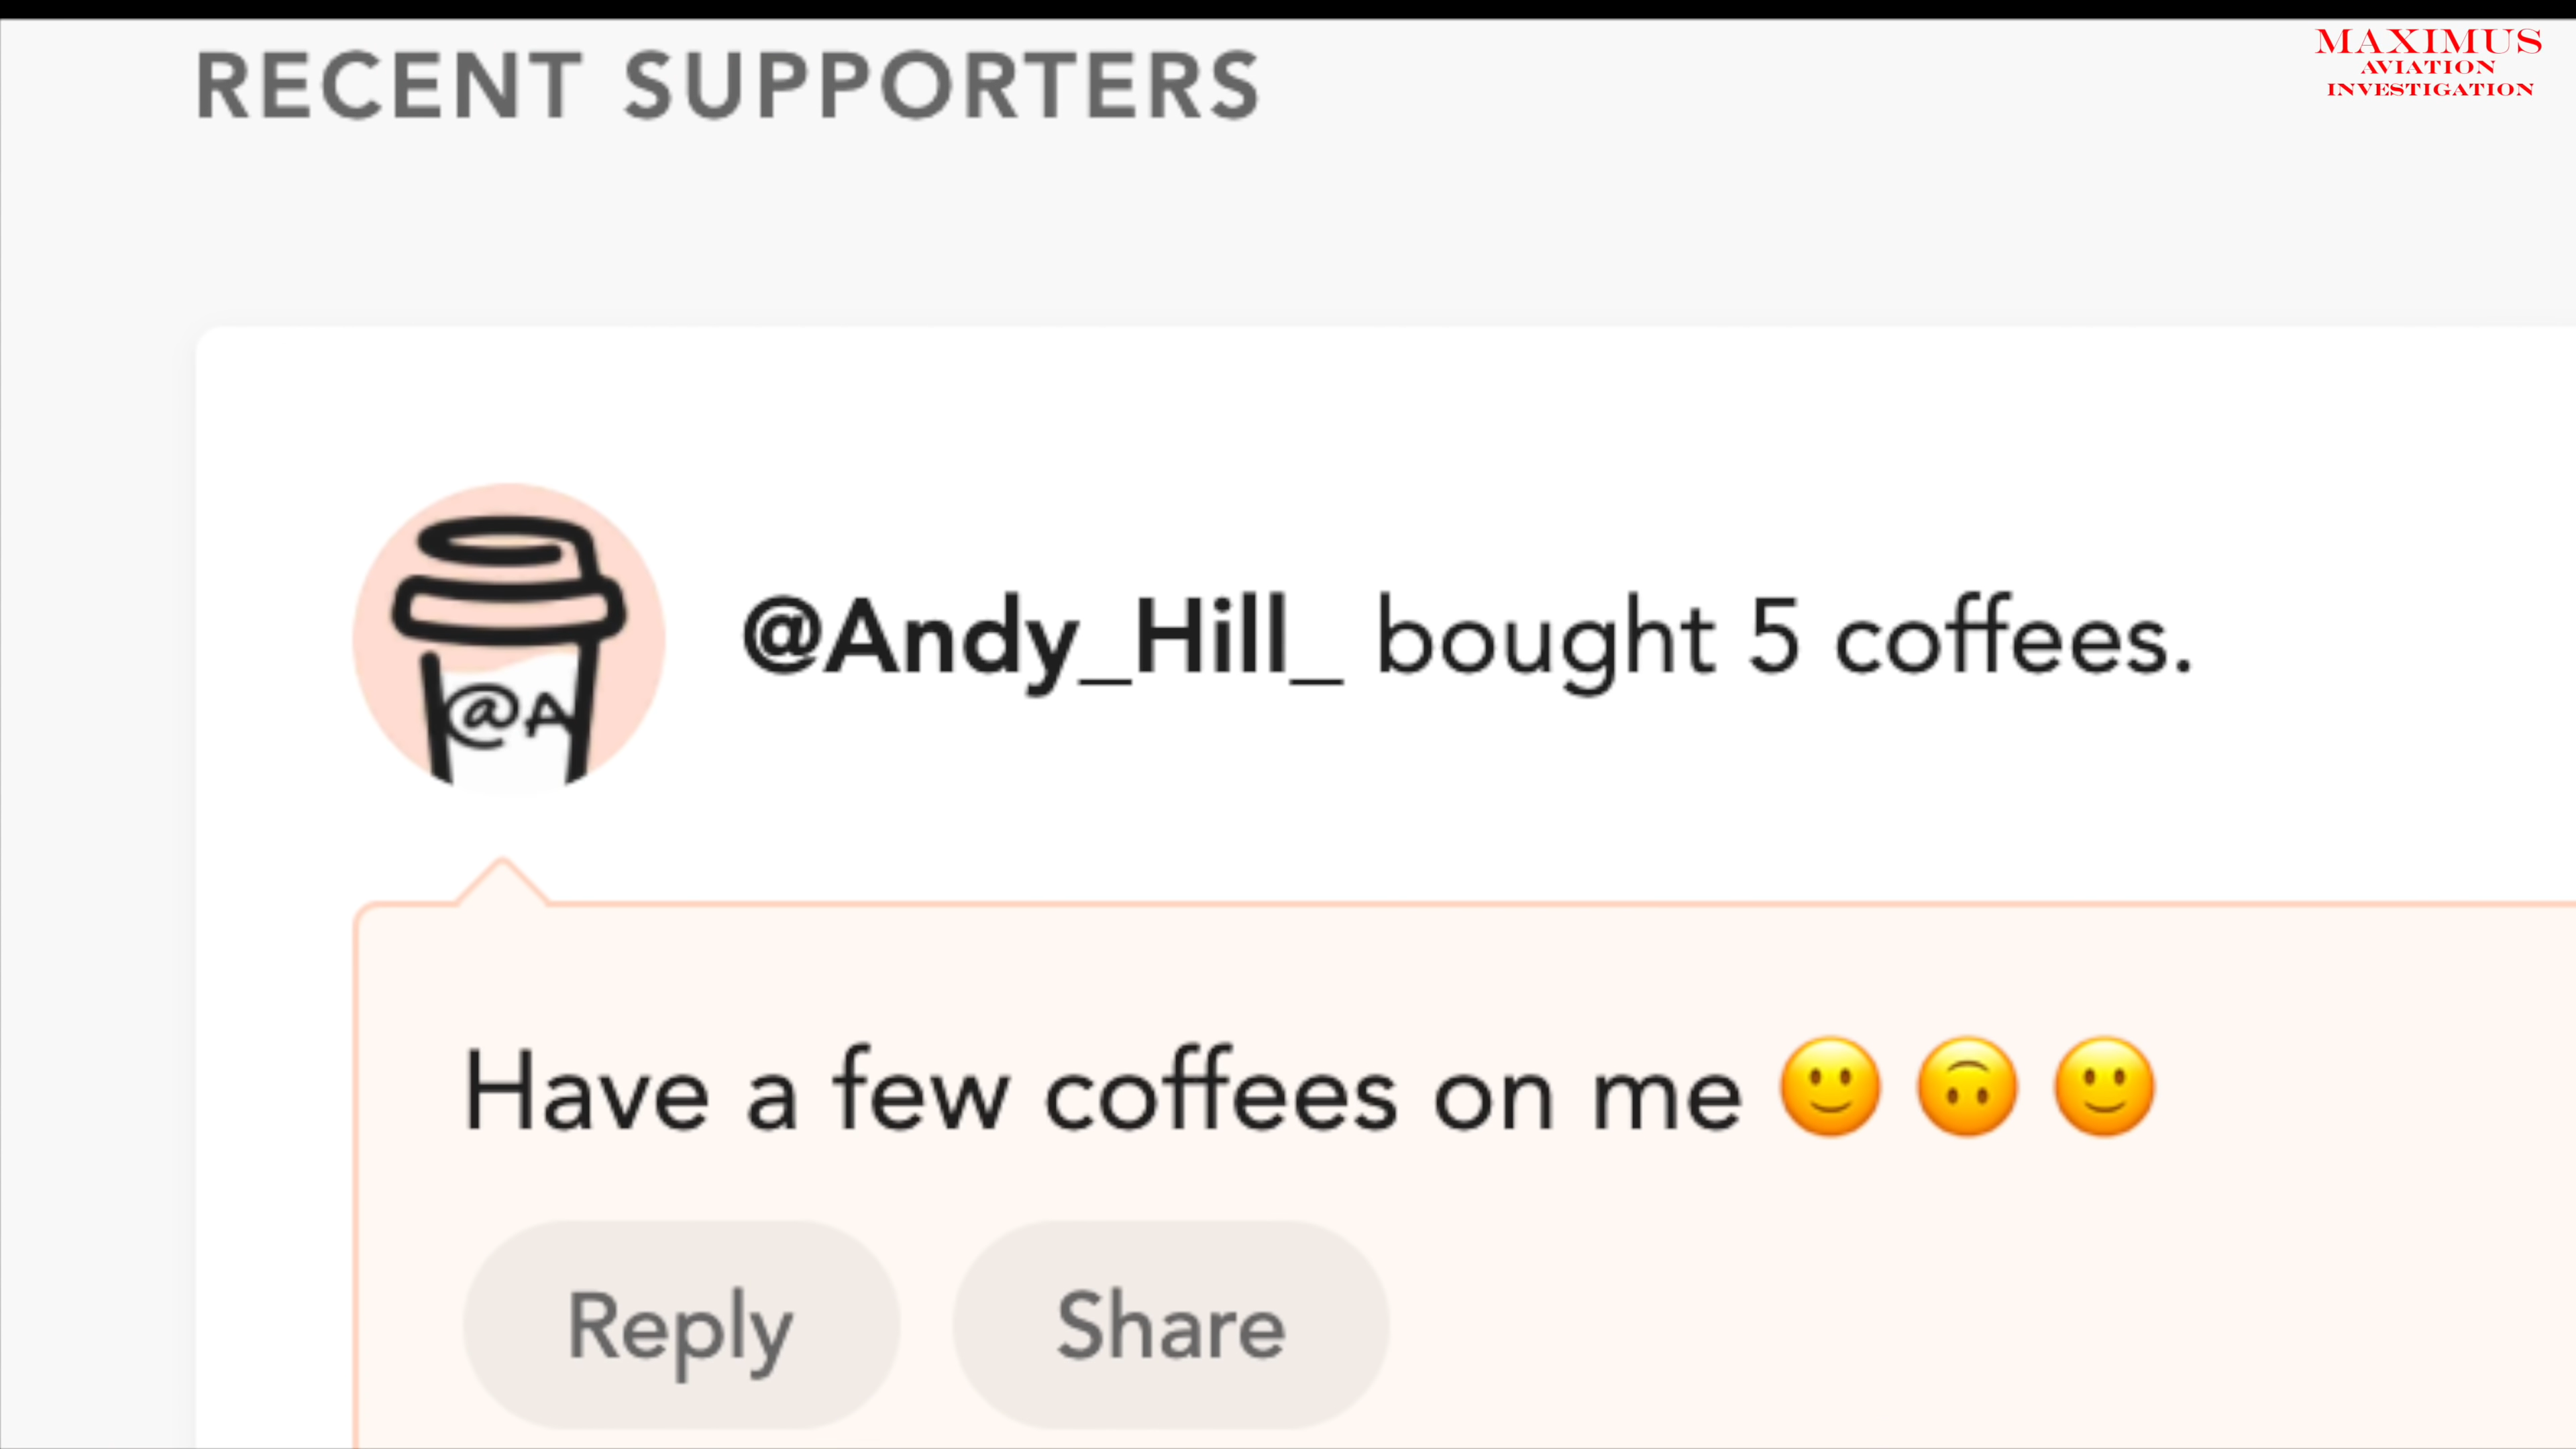 RECENT SUPPORTERS
MAXIMUS
AVIATION
INVESTIGATION
@A
@Andy_Hill_ bought 5 coffees.
Have a few coffees on me 🙂 🙃 🙂
Reply
Share